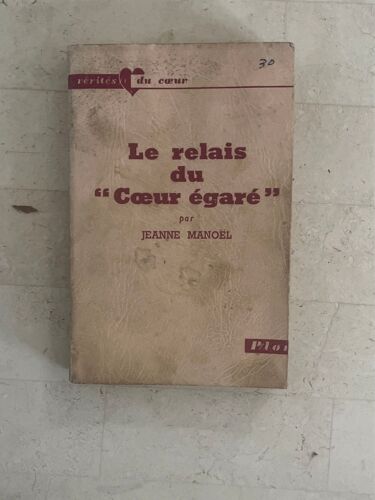 vérités du cœur
30
Le relais
du
“ Cœur égaré ”
par
JEANNE MANOËL
Plon